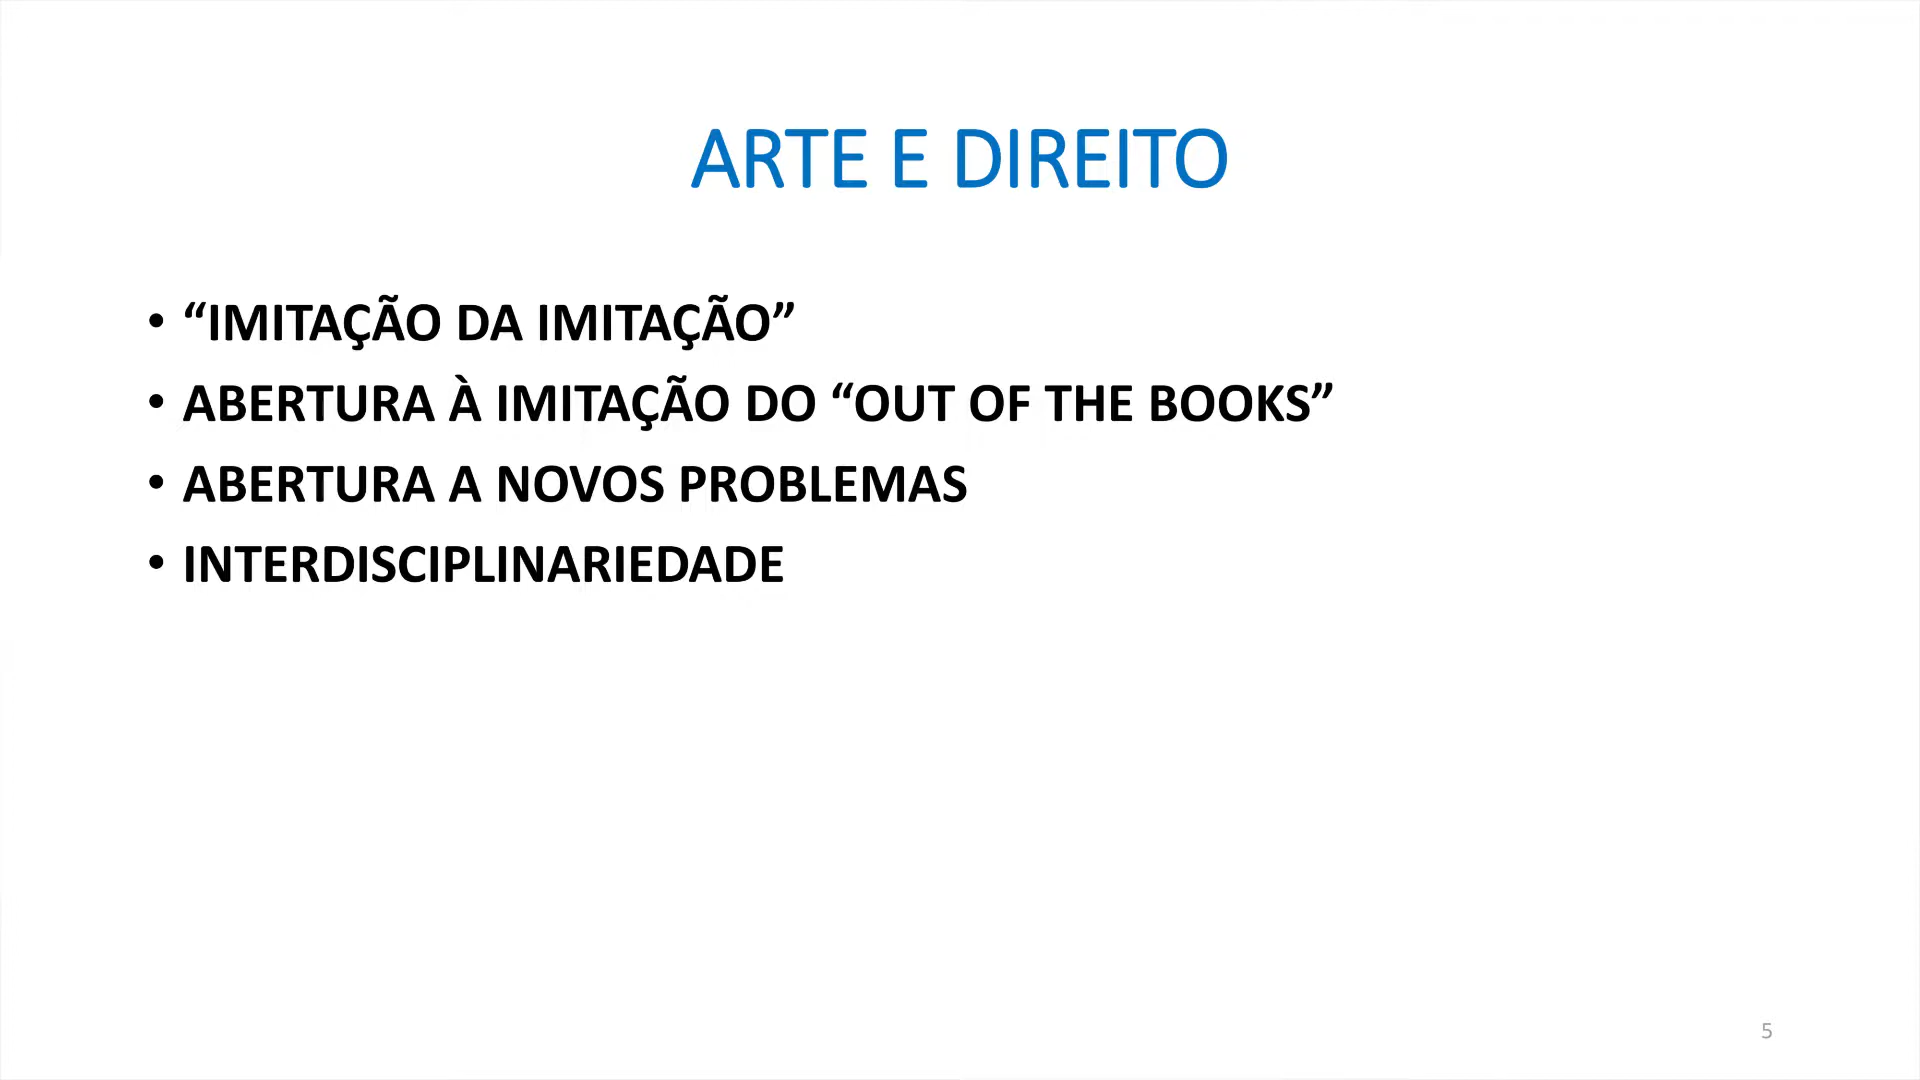 ARTE E DIREITO
• “IMITAÇÃO DA IMITAÇÃO”
• ABERTURA À IMITAÇÃO DO “OUT OF THE BOOKS”
• ABERTURA A NOVOS PROBLEMAS
• INTERDISCIPLINARIEDADE
5